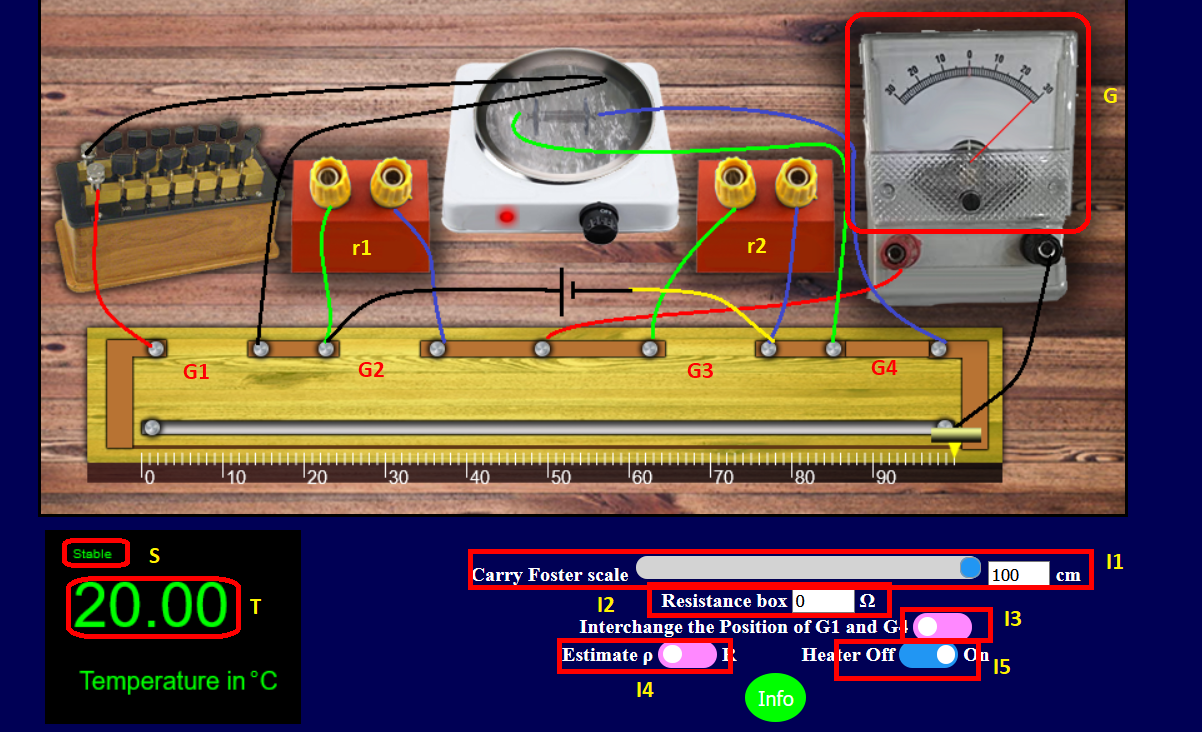 30 20 10 0 10 20 30
G
r1
r2
G1 G2 G3 G4
0 10 20 30 40 50 60 70 80 90
Stable
S
20.00
T
Temperature in °C
Carry Foster scale 100 cm
I1
I2
Resistance box 0 Ω
Interchange the Position of G1 and G4
I3
Estimate ρ R
Heater Off On
I5
I4
Info